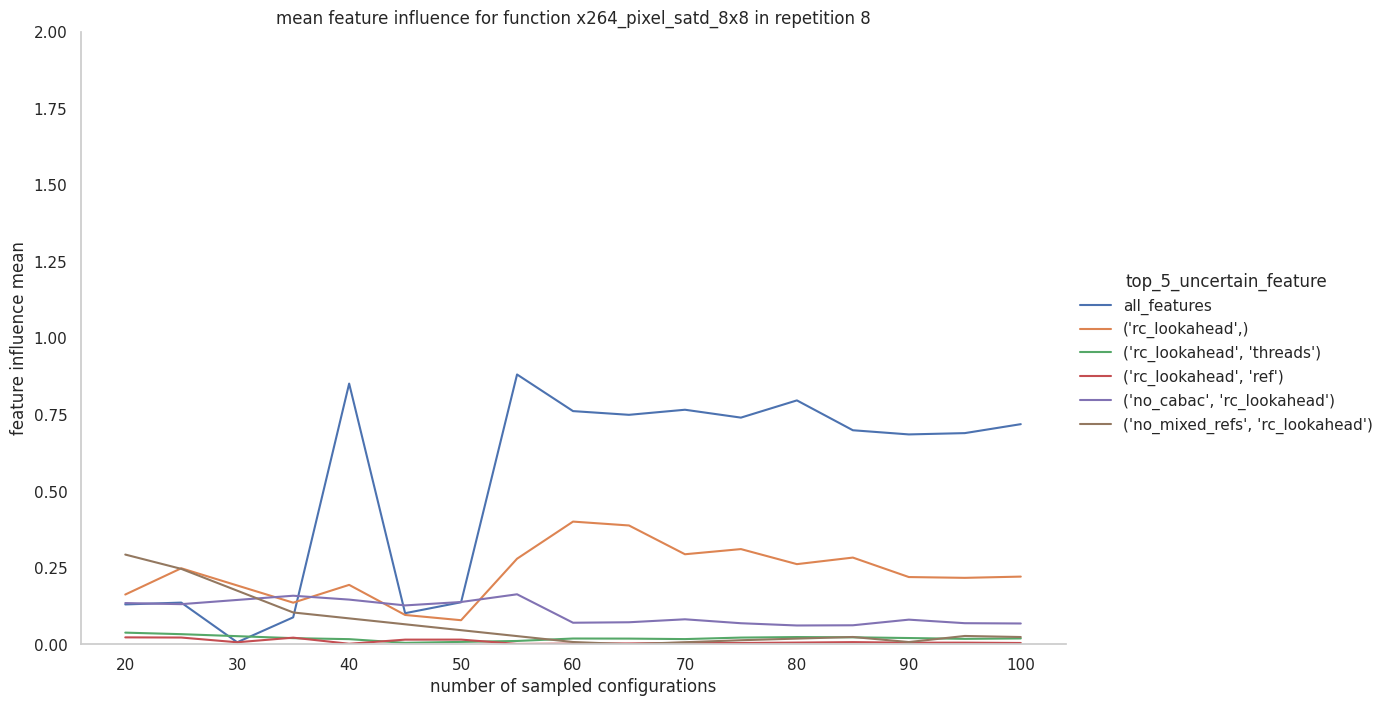 mean feature influence for function x264_pixel_satd_8x8 in repetition 8
2.00
1.75
1.50
1.25
1.00
0.75
0.50
0.25
0.00
feature influence mean
20 30 40 50 60 70 80 90 100
number of sampled configurations
top_5_uncertain_feature
all_features
('rc_lookahead',)
('rc_lookahead', 'threads')
('rc_lookahead', 'ref')
('no_cabac', 'rc_lookahead')
('no_mixed_refs', 'rc_lookahead')